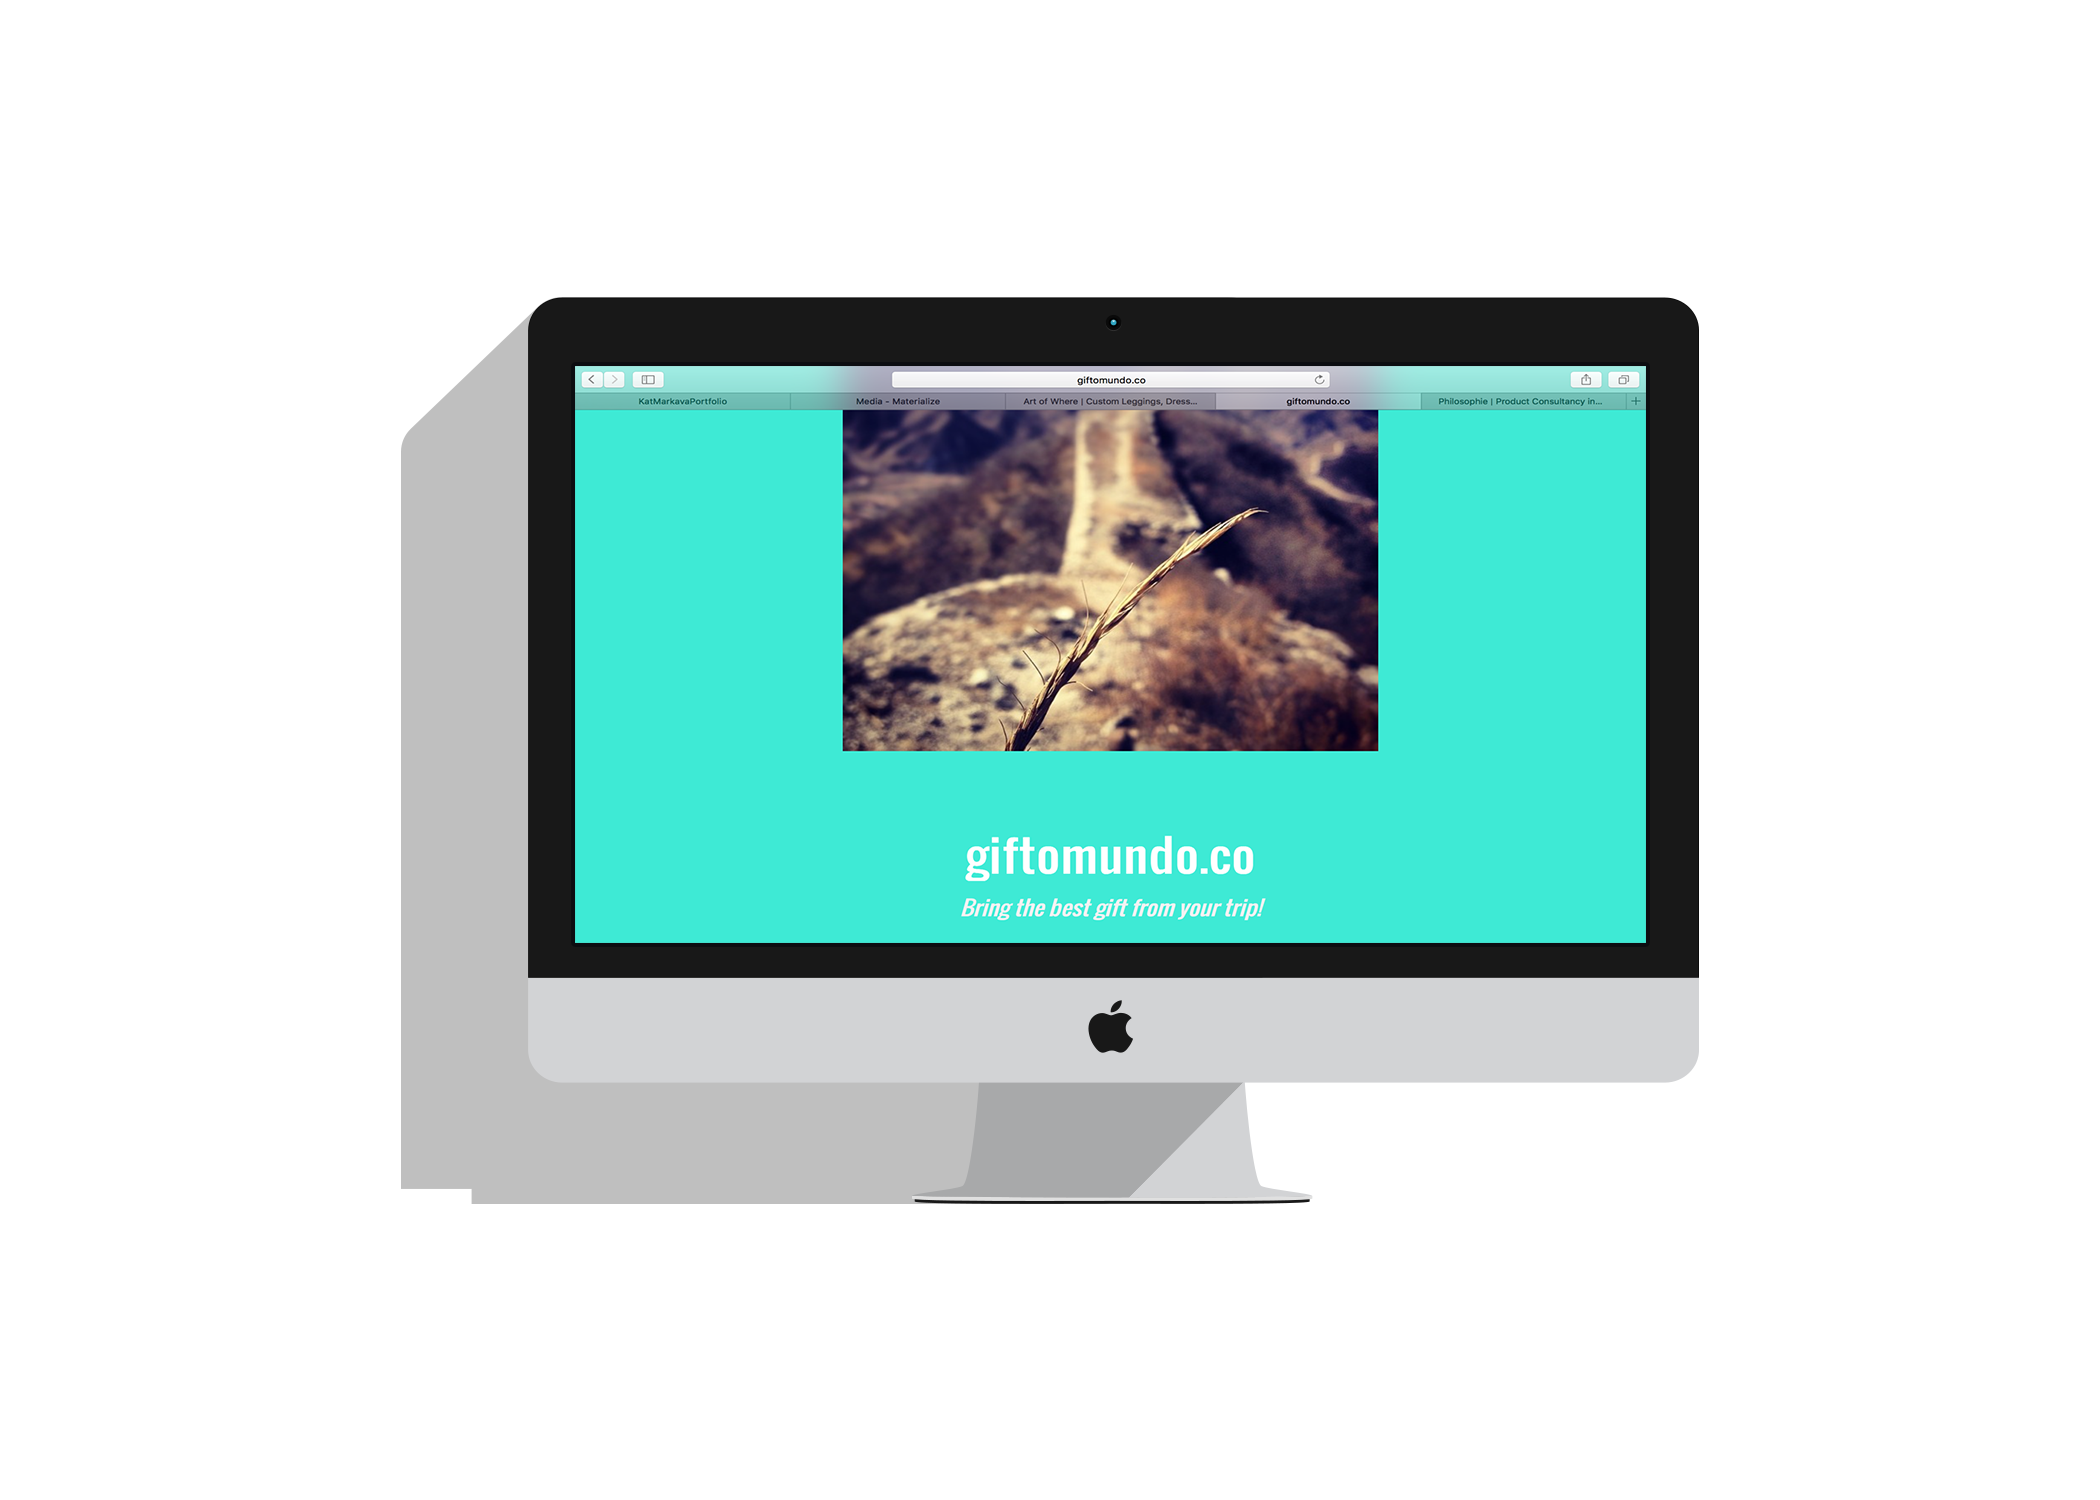 giftomundo.co
KatMarkavaPortfolio
Media - Materialize
Art of Where | Custom Leggings, Dress...
giftomundo.co
Philosophie | Product Consultancy in...
giftomundo.co
Bring the best gift from your trip!